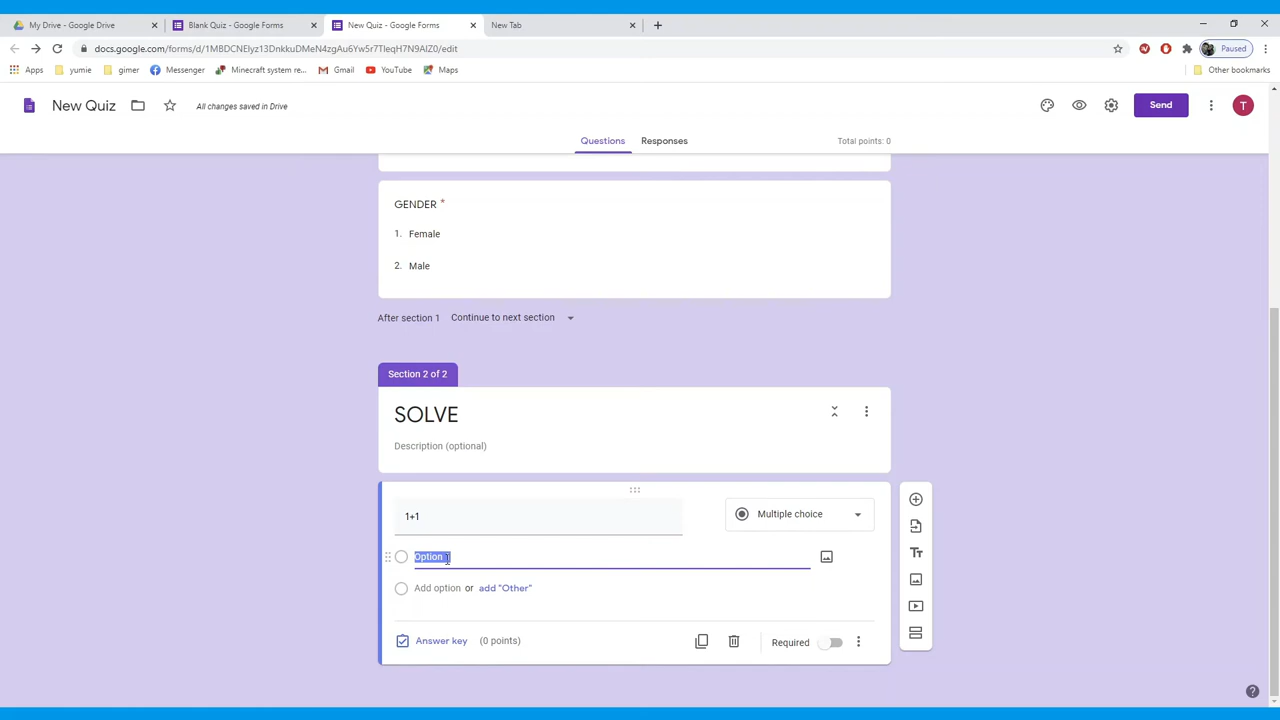 My Drive - Google Drive
Blank Quiz - Google Forms
New Quiz - Google Forms
New Tab
docs.google.com/forms/d/1MBDCNEIyz13DnkkuDMeN4zgAu6Yw5r7TIeqH7N9AIZ0/edit
Paused
Apps yumie gimer Messenger Minecraft system re... Gmail YouTube Maps Other bookmarks
New Quiz
All changes saved in Drive
Send
T
Questions Responses Total points: 0
GENDER *
1. Female
2. Male
After section 1 Continue to next section
Section 2 of 2
SOLVE
Description (optional)
1+1
Multiple choice
Option
Add option or add "Other"
Answer key (0 points)
Required